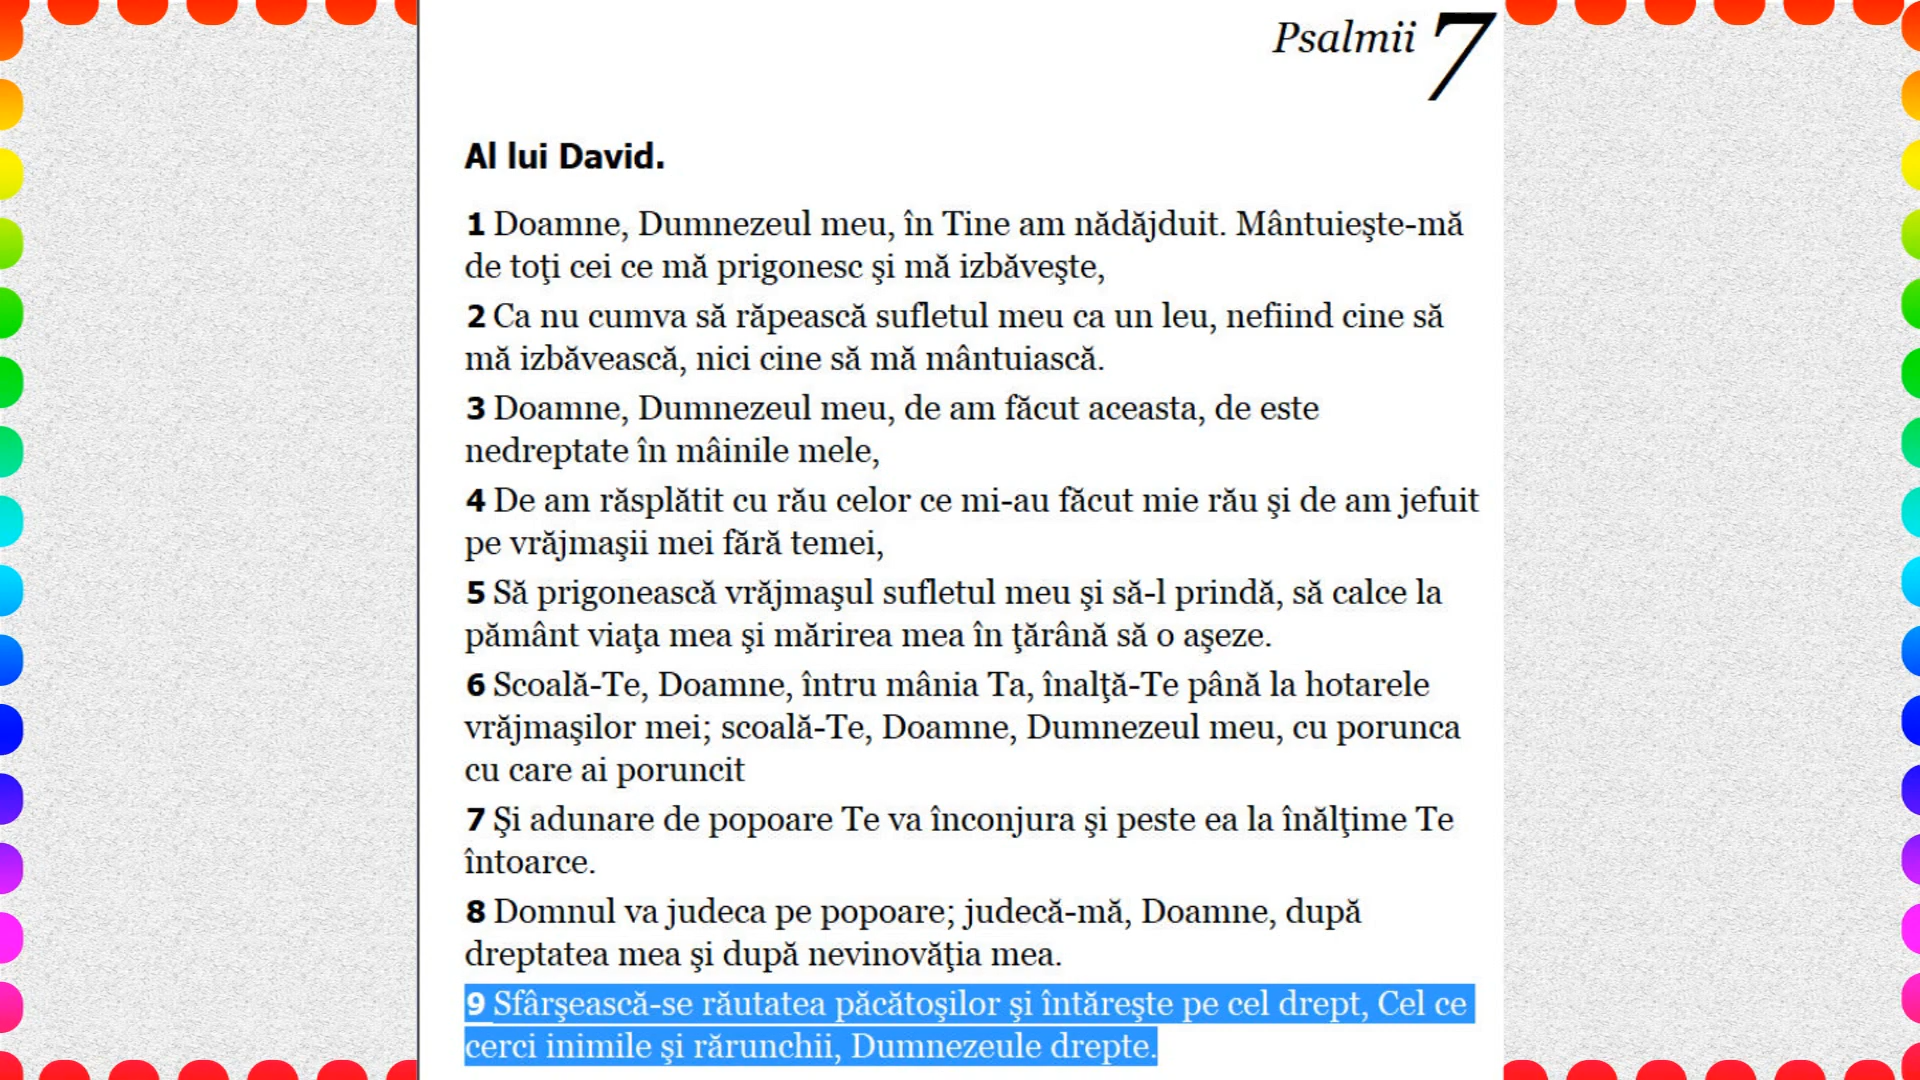 Psalmii 7
Al lui David.
1 Doamne, Dumnezeul meu, în Tine am nădăjduit. Mântuieşte-mă
de toţi cei ce mă prigonesc şi mă izbăveşte,
2 Ca nu cumva să răpească sufletul meu ca un leu, nefiind cine să
mă izbăvească, nici cine să mă mântuiască.
3 Doamne, Dumnezeul meu, de am făcut aceasta, de este
nedreptate în mâinile mele,
4 De am răsplătit cu rău celor ce mi-au făcut mie rău şi de am jefuit
pe vrăjmaşii mei fără temei,
5 Să prigonească vrăjmaşul sufletul meu şi să-l prindă, să calce la
pământ viaţa mea şi mărirea mea în ţărână să o aşeze.
6 Scoală-Te, Doamne, întru mânia Ta, înalţă-Te până la hotarele
vrăjmaşilor mei; scoală-Te, Doamne, Dumnezeul meu, cu porunca
cu care ai poruncit
7 Şi adunare de popoare Te va înconjura şi peste ea la înălţime Te
întoarce.
8 Domnul va judeca pe popoare; judecă-mă, Doamne, după
dreptatea mea şi după nevinovăţia mea.
9 Sfârşească-se răutatea păcătoşilor şi întăreşte pe cel drept, Cel ce
cerci inimile şi rărunchii, Dumnezeule drepte.